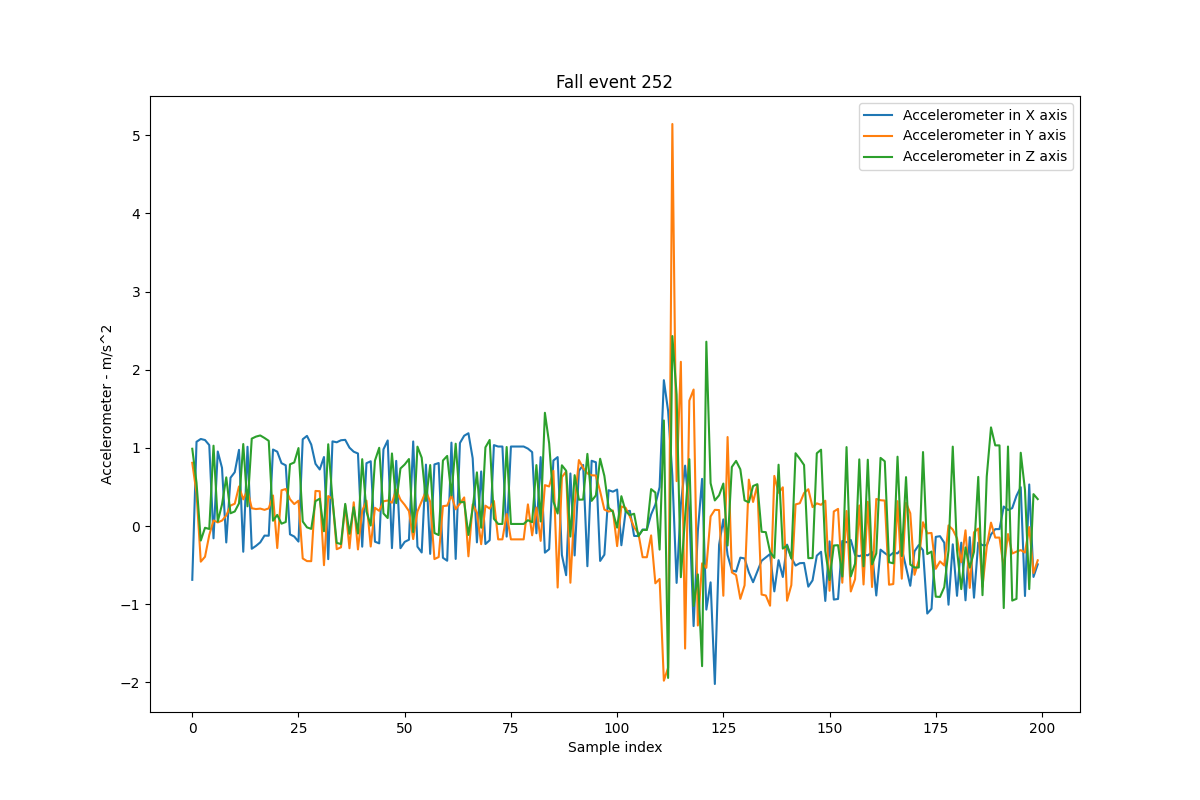 Fall event 252
Accelerometer in X axis
Accelerometer in Y axis
Accelerometer in Z axis
Accelerometer - m/s^2
5
4
3
2
1
0
−1
−2
0 25 50 75 100 125 150 175 200
Sample index